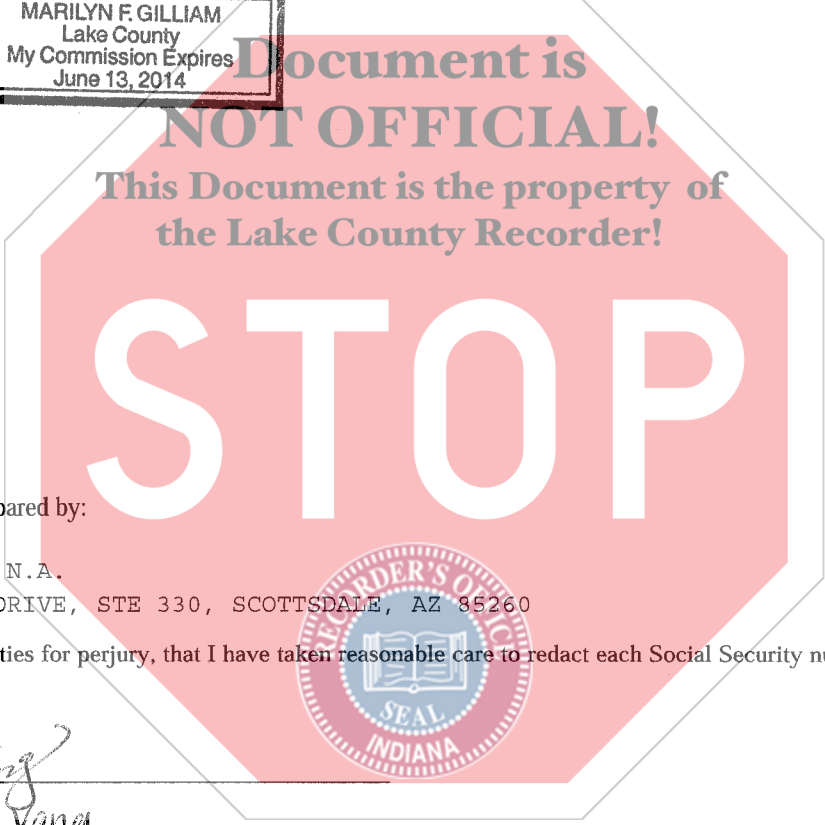 MARILYN F. GILLIAM
Lake County
My Commission Expires
June 13, 2014
Document is
NOT OFFICIAL!
This Document is the property of
the Lake County Recorder!
STOP
pared by:
N.A.
DRIVE, STE 330, SCOTTSDALE, AZ 85260
RECORDER'S OFFICE
ties for perjury, that I have taken reasonable care to redact each Social Security nu
SEAL
INDIANA